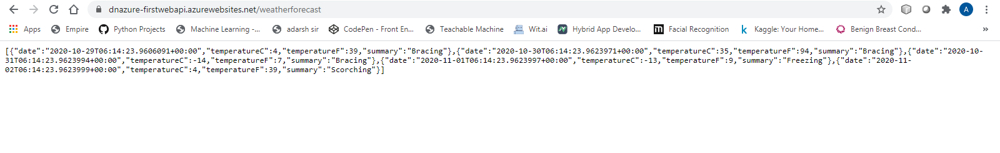 dnazure-firstwebapi.azurewebsites.net/weatherforecast
A
Apps Empire Python Projects Machine Learning -... adarsh sir CodePen - Front En... Teachable Machine Wit.ai Hybrid App Develo... Facial Recognition Kaggle: Your Home... Benign Breast Cond... »
[{"date":"2020-10-29T06:14:23.9606091+00:00","temperatureC":4,"temperatureF":39,"summary":"Bracing"},{"date":"2020-10-30T06:14:23.9623971+00:00","temperatureC":35,"temperatureF":94,"summary":"Bracing"},{"date":"2020-10-
31T06:14:23.9623994+00:00","temperatureC":-14,"temperatureF":7,"summary":"Bracing"},{"date":"2020-11-01T06:14:23.9623997+00:00","temperatureC":-13,"temperatureF":9,"summary":"Freezing"},{"date":"2020-11-
02T06:14:23.9623999+00:00","temperatureC":4,"temperatureF":39,"summary":"Scorching"}]